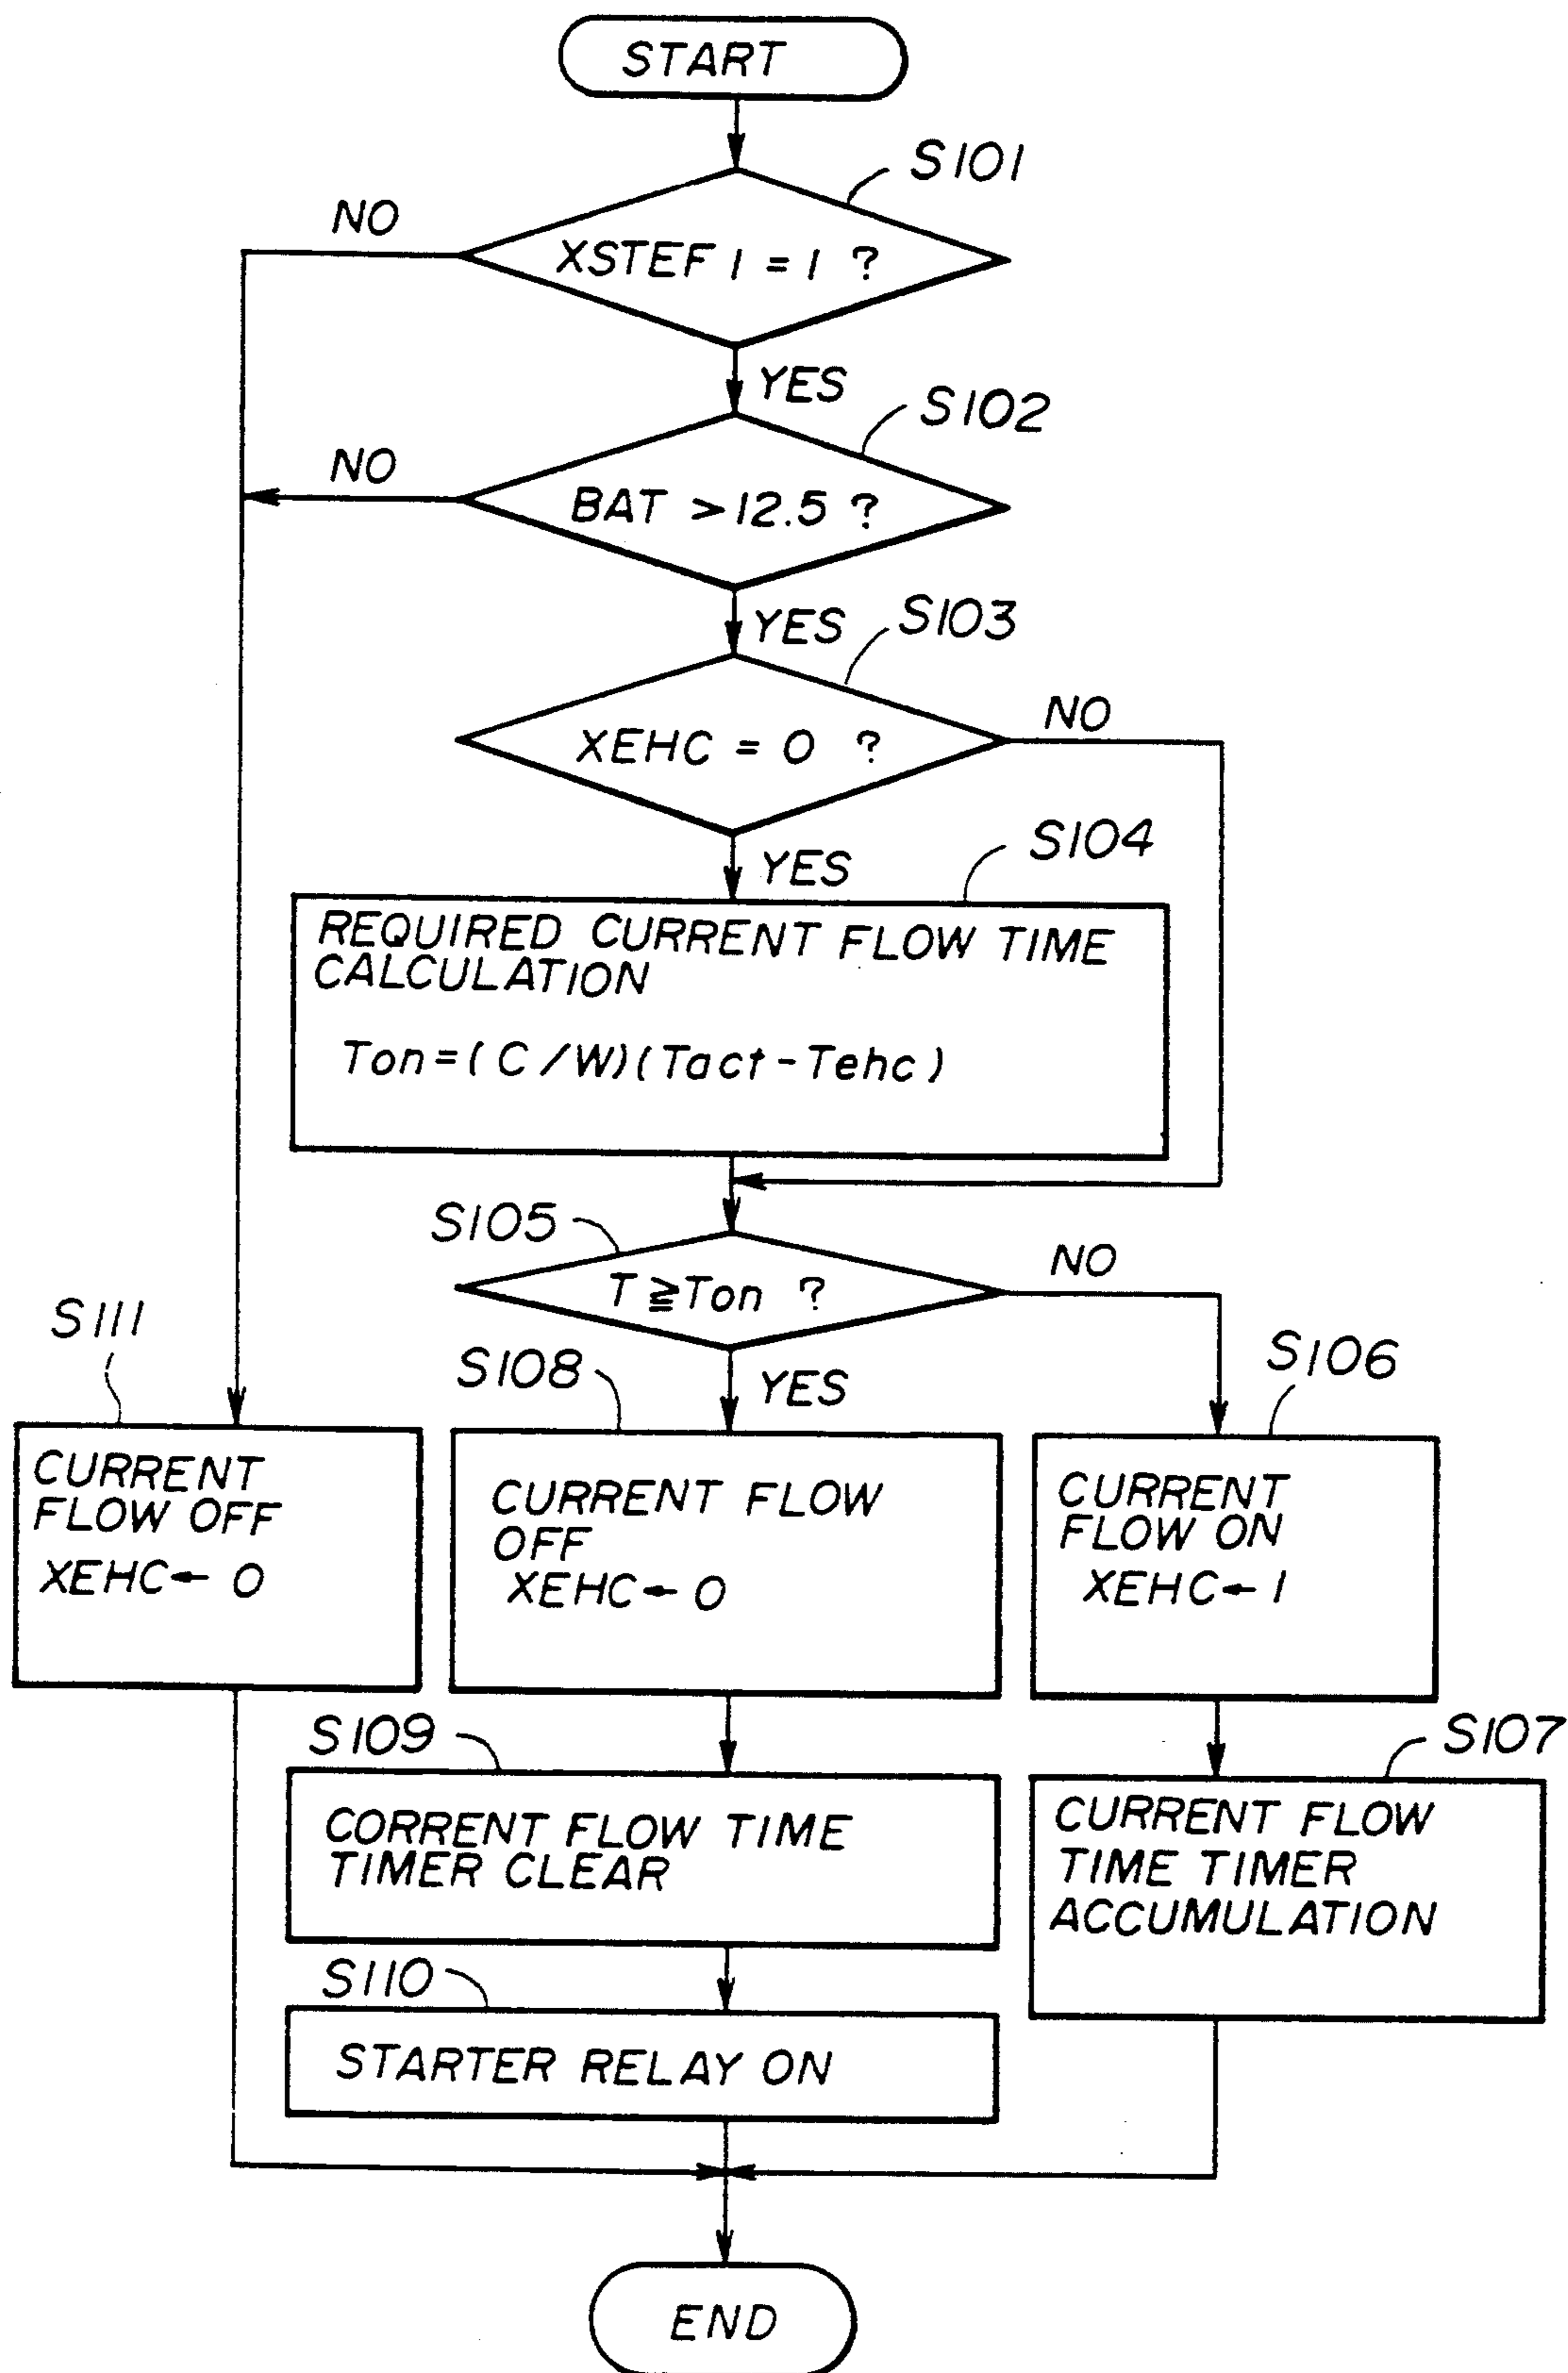 START
S101
NO
XSTEF 1 = 1 ?
YES
S102
NO
BAT > 12.5 ?
YES
S103
NO
XEHC = 0 ?
S104
YES
REQUIRED CURRENT FLOW TIME
CALCULATION
Ton = ( C / W ) ( Tact - Tehc )
S105
NO
T ≧ Ton ?
S111
S108
YES
S106
CURRENT
FLOW OFF
XEHC ← 0
CURRENT FLOW
OFF
XEHC ← 0
CURRENT
FLOW ON
XEHC ← 1
S109
S107
CORRENT FLOW TIME
TIMER CLEAR
CURRENT FLOW
TIME TIMER
ACCUMULATION
S110
STARTER RELAY ON
END